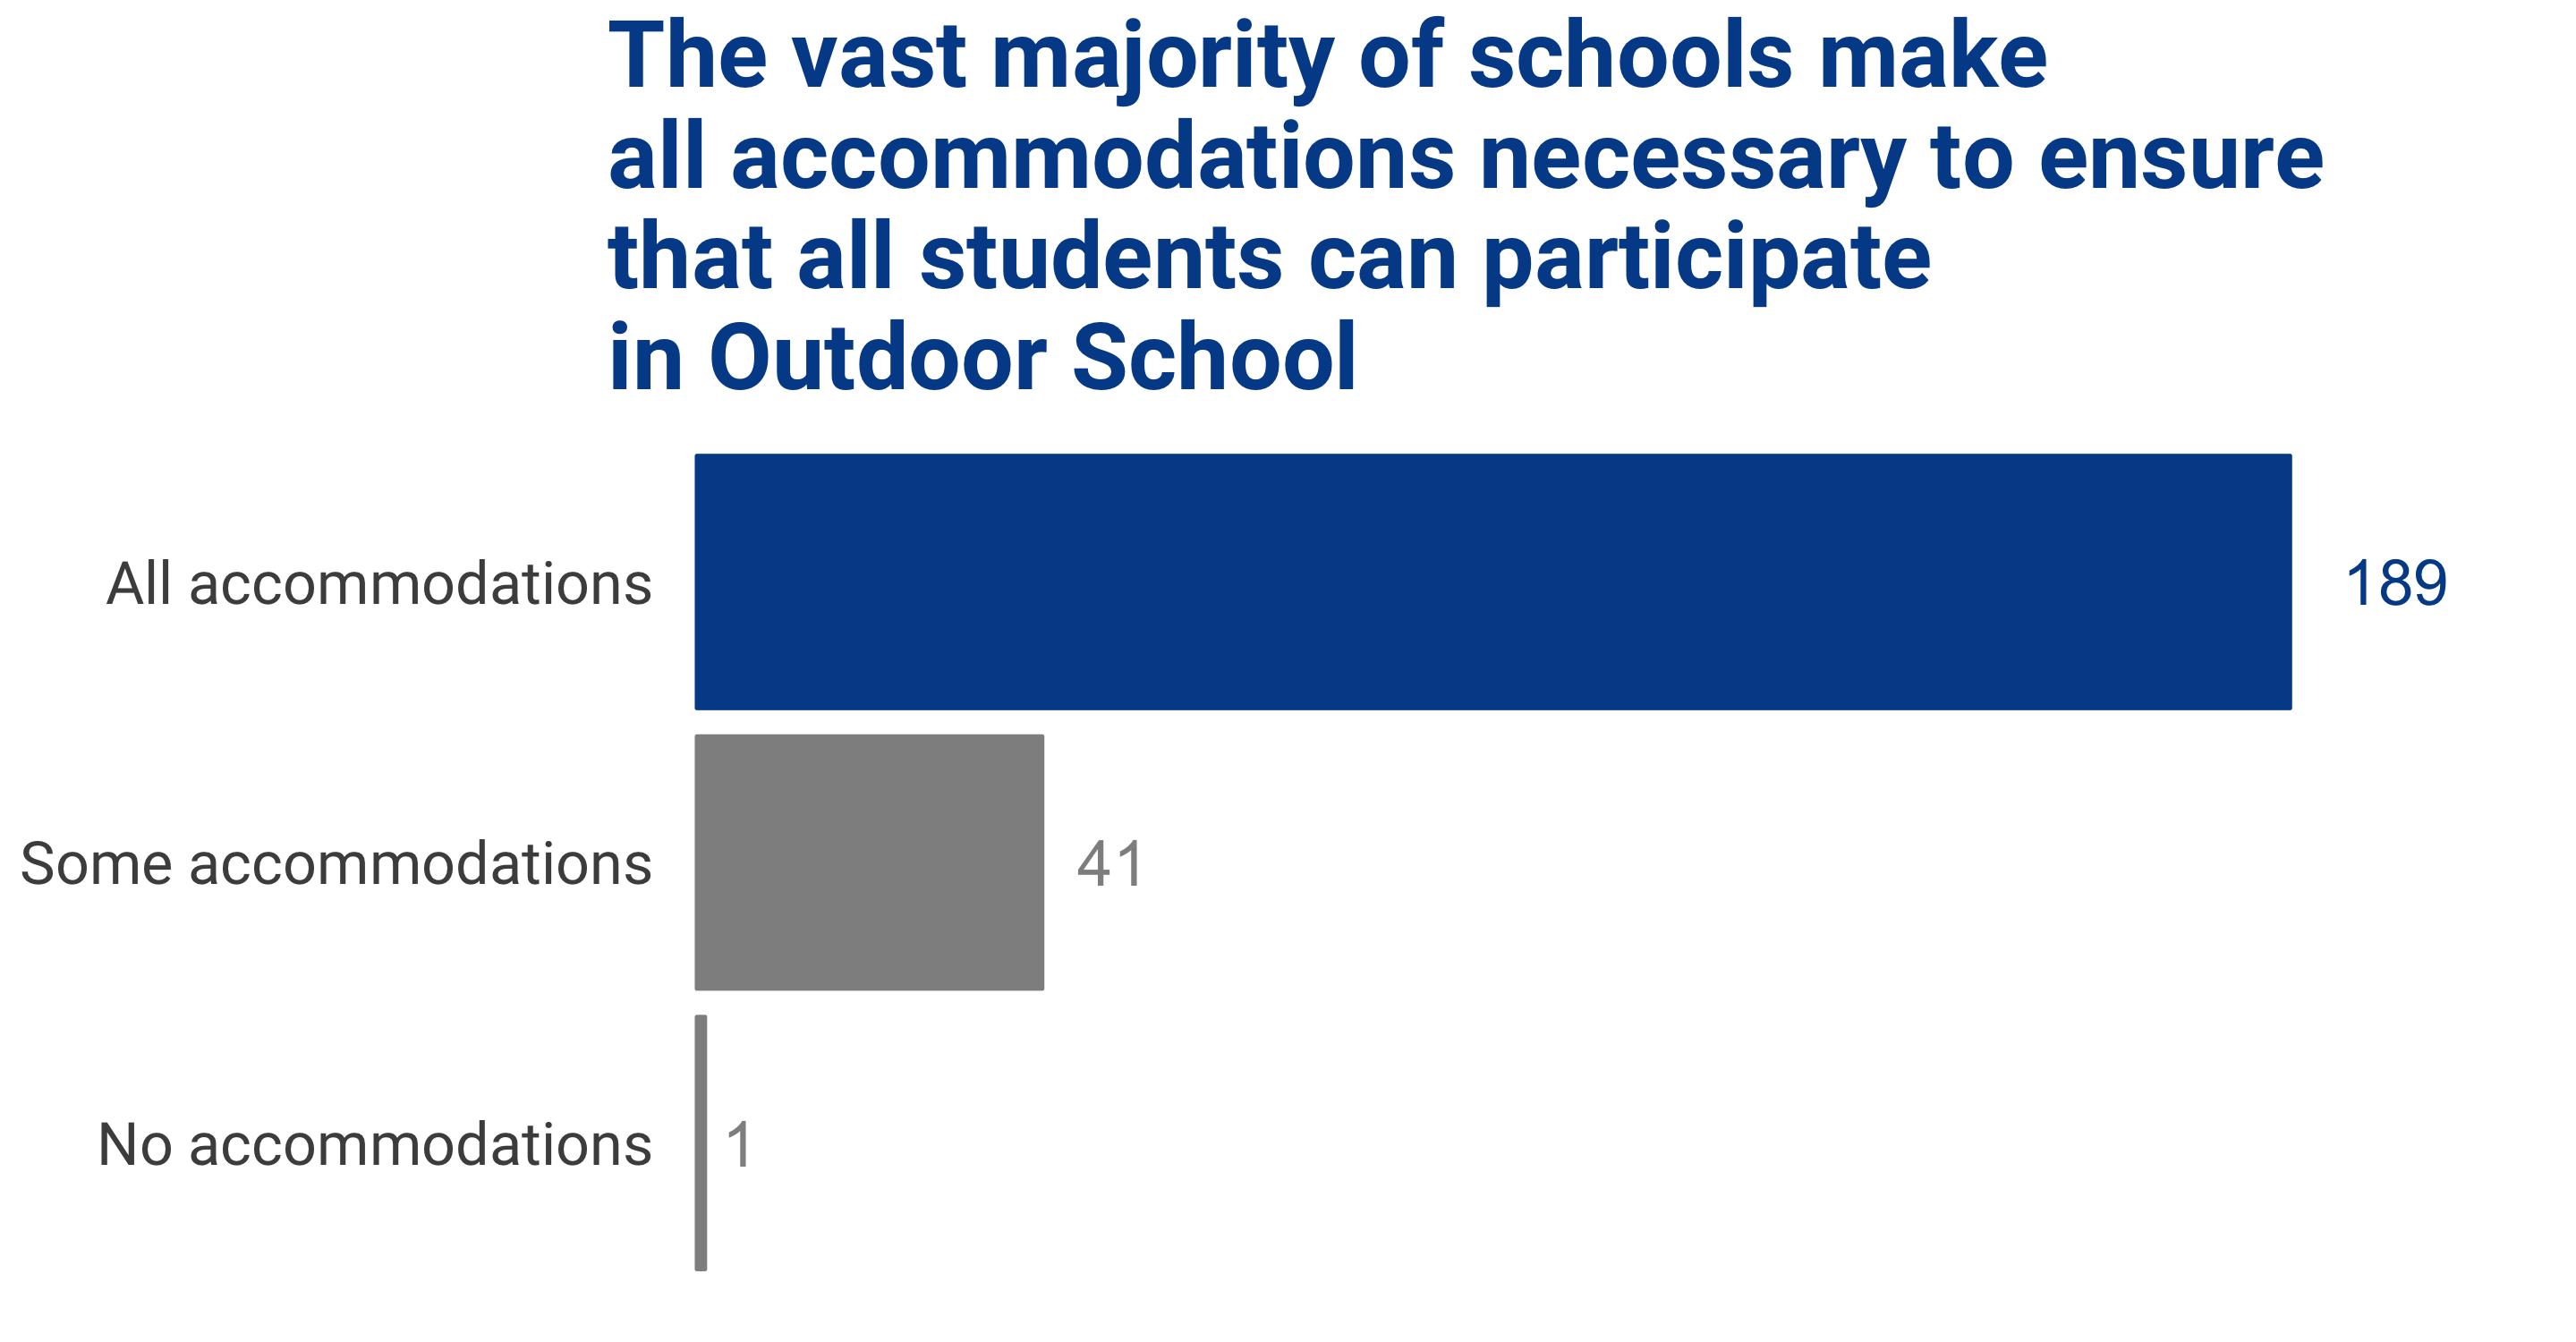 The vast majority of schools make
all accommodations necessary to ensure
that all students can participate
in Outdoor School
All accommodations 189
Some accommodations 41
No accommodations 1